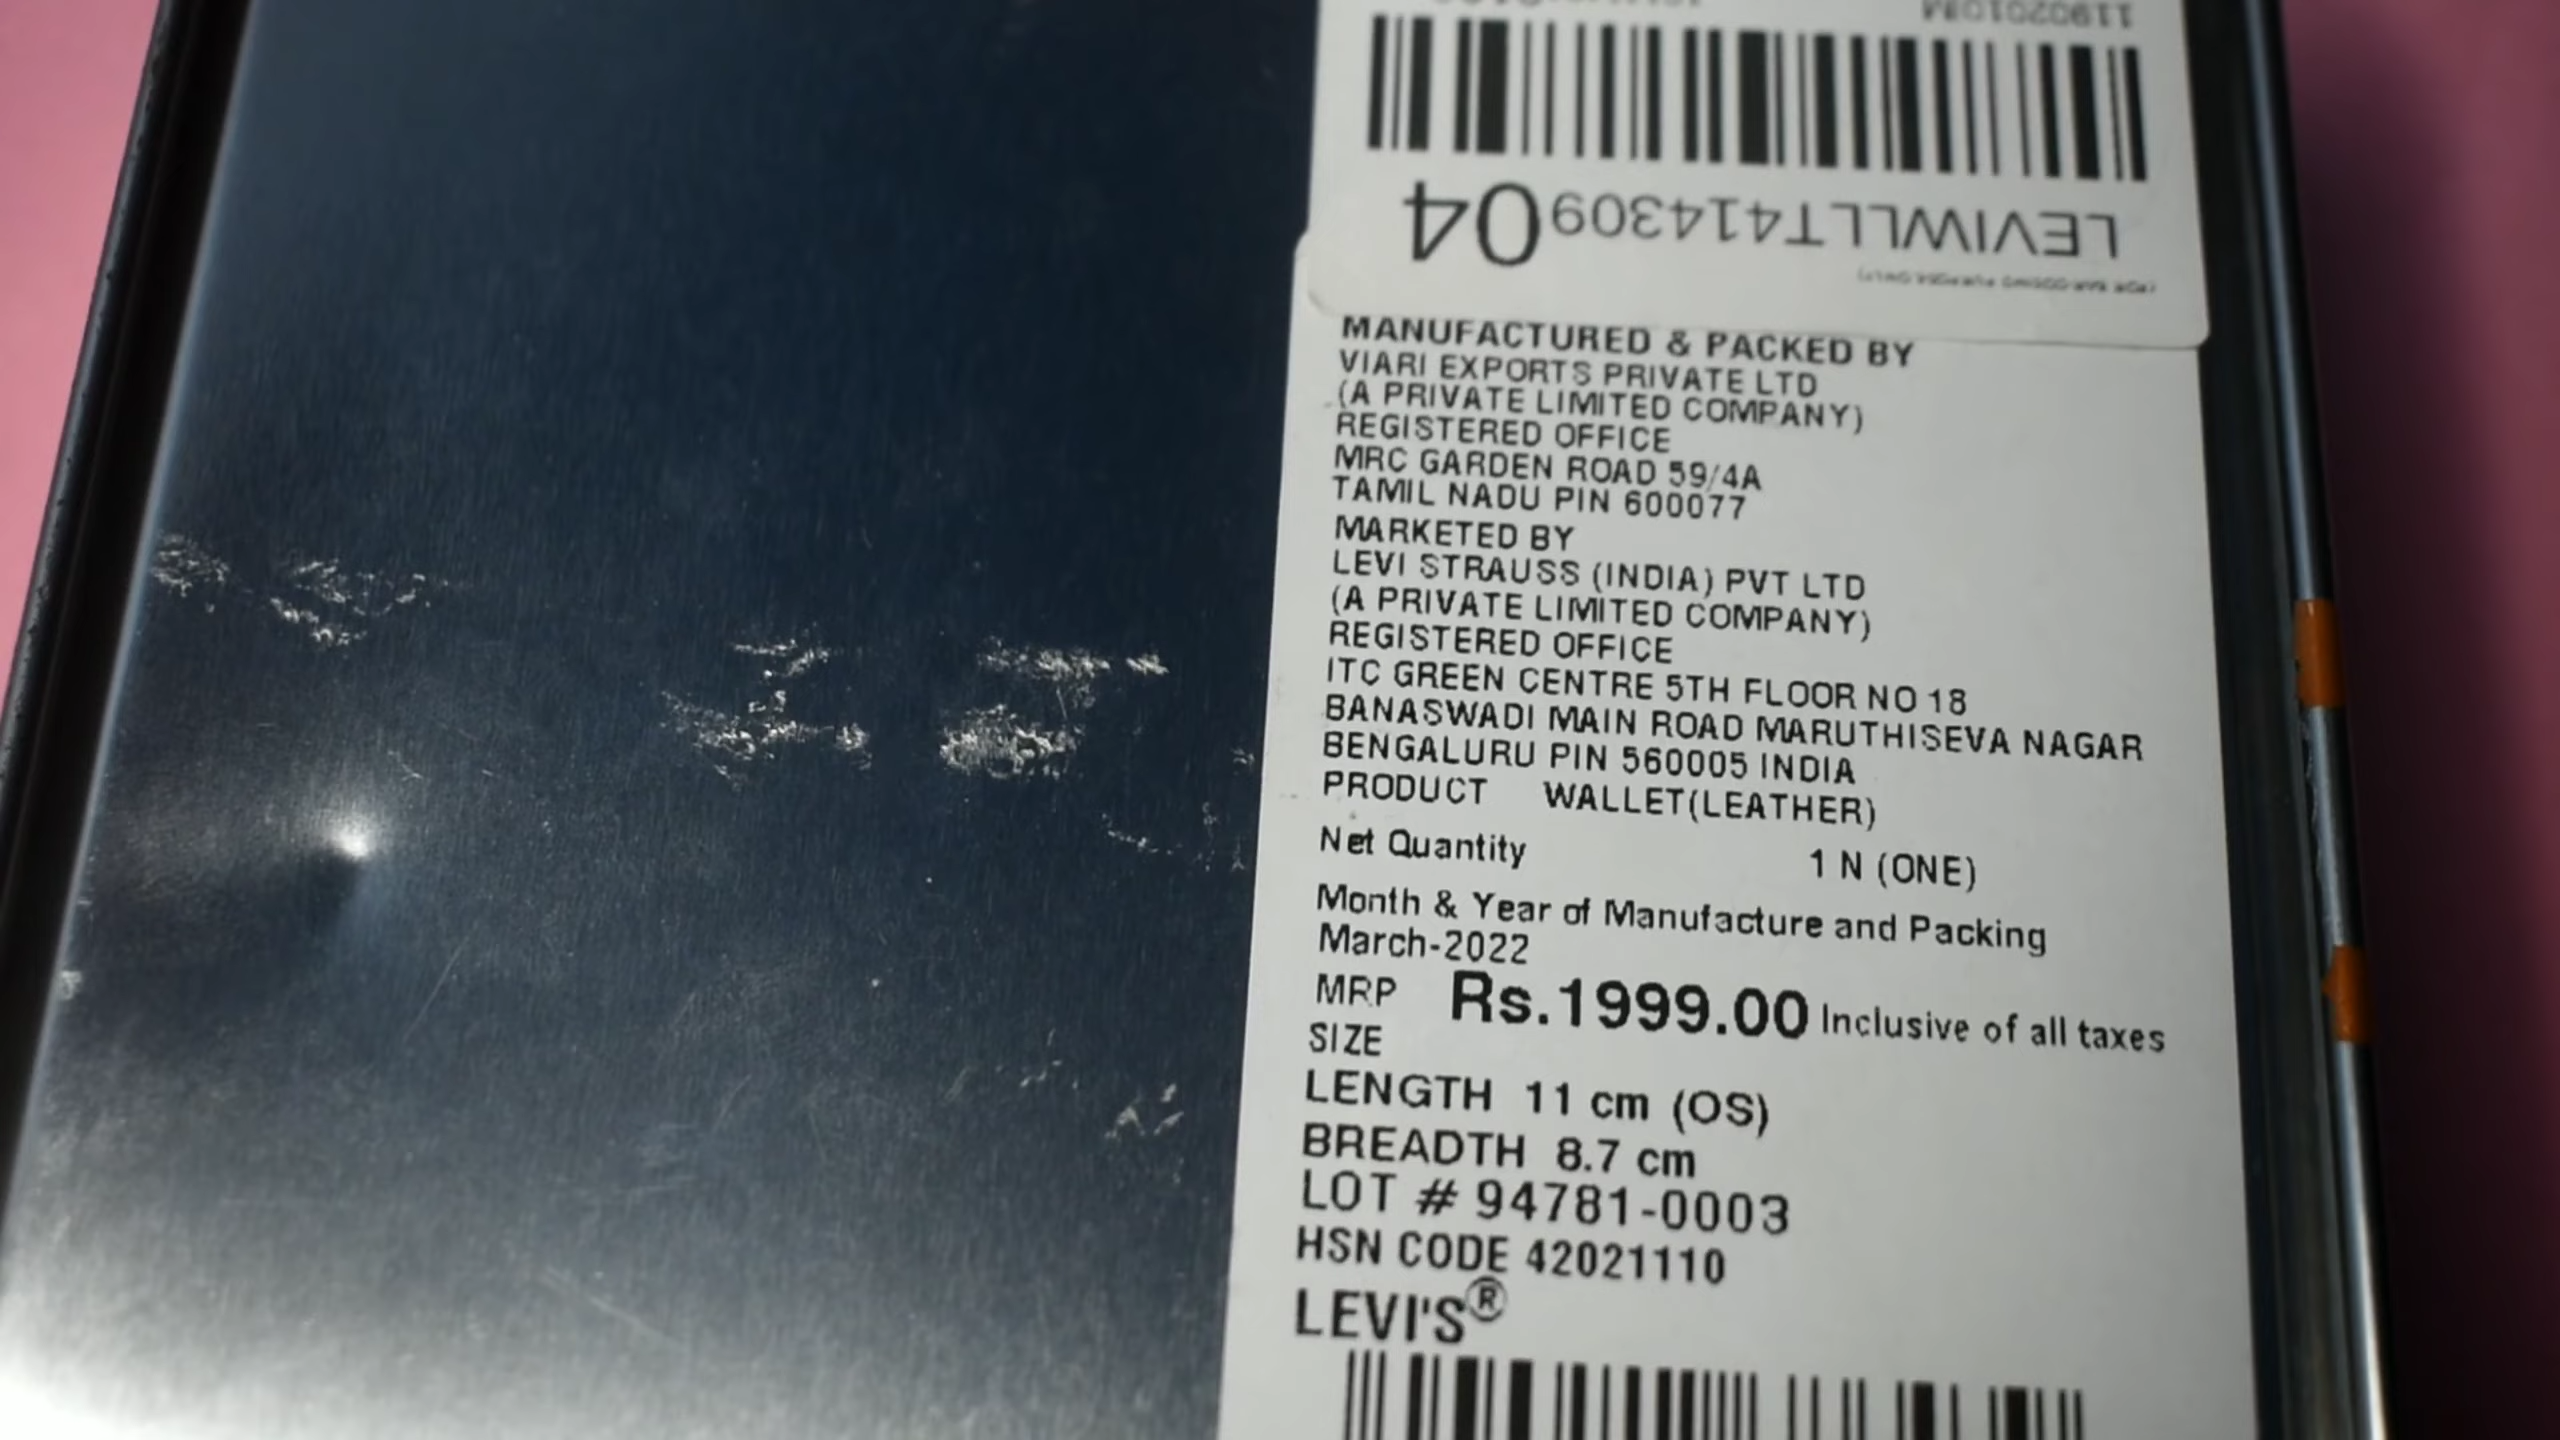 11902010M
LEVIWLLT41430904
MANUFACTURED & PACKED BY
VIARI EXPORTS PRIVATE LTD
(A PRIVATE LIMITED COMPANY)
REGISTERED OFFICE
MRC GARDEN ROAD 59/4A
TAMIL NADU PIN 600077
MARKETED BY
LEVI STRAUSS (INDIA) PVT LTD
(A PRIVATE LIMITED COMPANY)
REGISTERED OFFICE
ITC GREEN CENTRE 5TH FLOOR NO 18
BANASWADI MAIN ROAD MARUTHISEVA NAGAR
BENGALURU PIN 560005 INDIA
PRODUCT WALLET(LEATHER)
Net Quantity 1 N (ONE)
Month & Year of Manufacture and Packing
March-2022
MRP Rs.1999.00 Inclusive of all taxes
SIZE
LENGTH 11 cm (OS)
BREADTH 8.7 cm
LOT # 94781-0003
HSN CODE 42021110
LEVI'S®